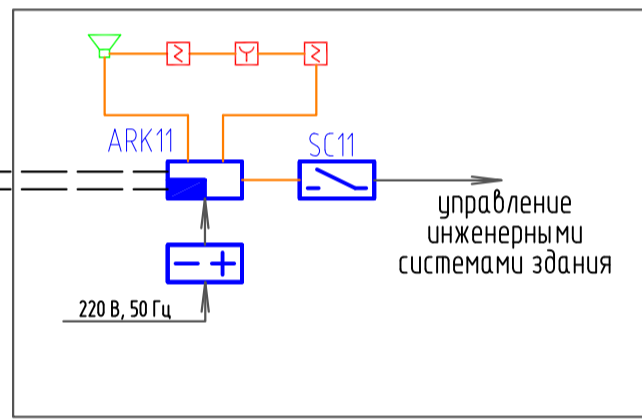 ARK11
SC11
управление
инженерными
системами здания
220 В, 50 Гц